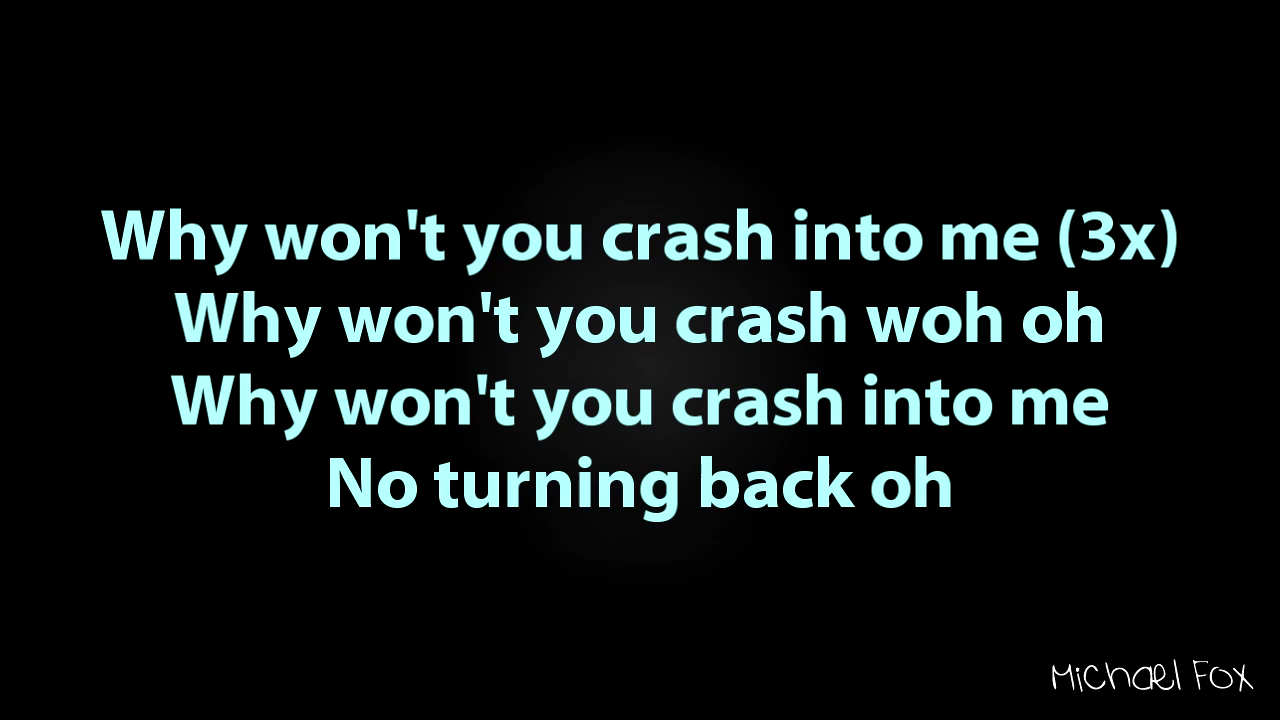 Why won't you crash into me (3x)
Why won't you crash woh oh
Why won't you crash into me
No turning back oh
Michael Fox